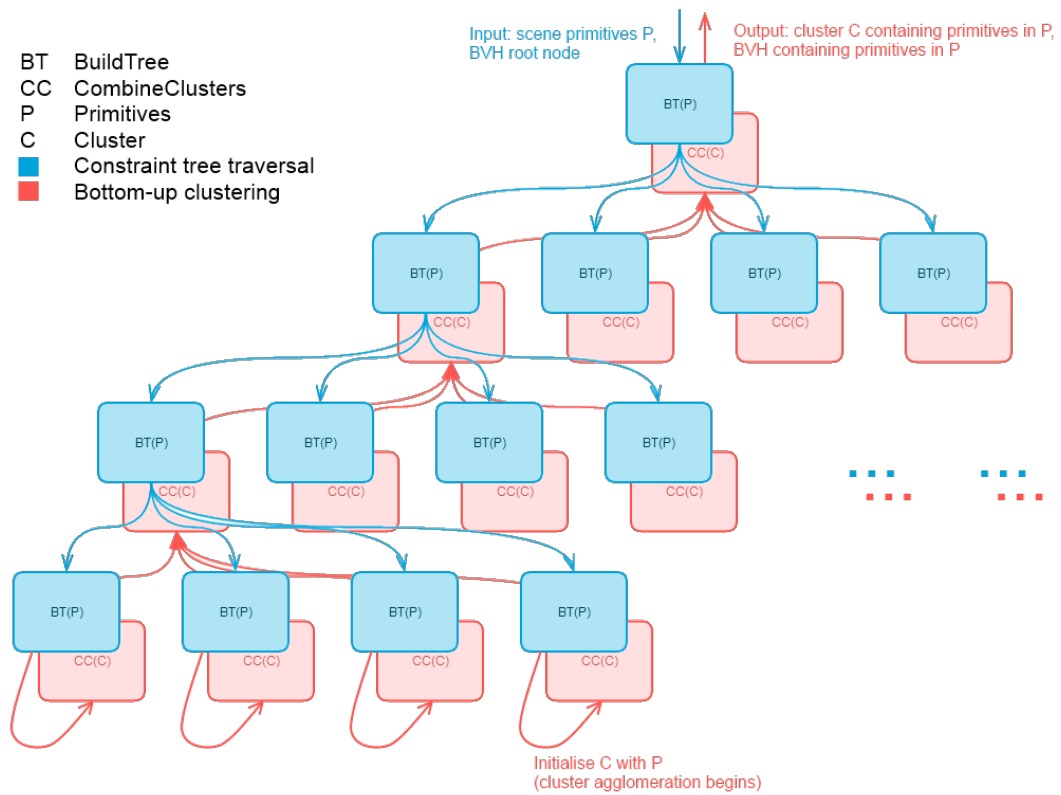 Input: scene primitives P,
BVH root node
Output: cluster C containing primitives in P,
BVH containing primitives in P
BT BuildTree
CC CombineClusters
P Primitives
C Cluster
Constraint tree traversal
Bottom-up clustering
BT(P)
CC(C)
BT(P) BT(P) BT(P) BT(P)
CC(C) CC(C) CC(C) CC(C)
BT(P) BT(P) BT(P) BT(P)
CC(C) CC(C) CC(C) CC(C)
BT(P) BT(P) BT(P) BT(P)
CC(C) CC(C) CC(C) CC(C)
Initialise C with P
(cluster agglomeration begins)